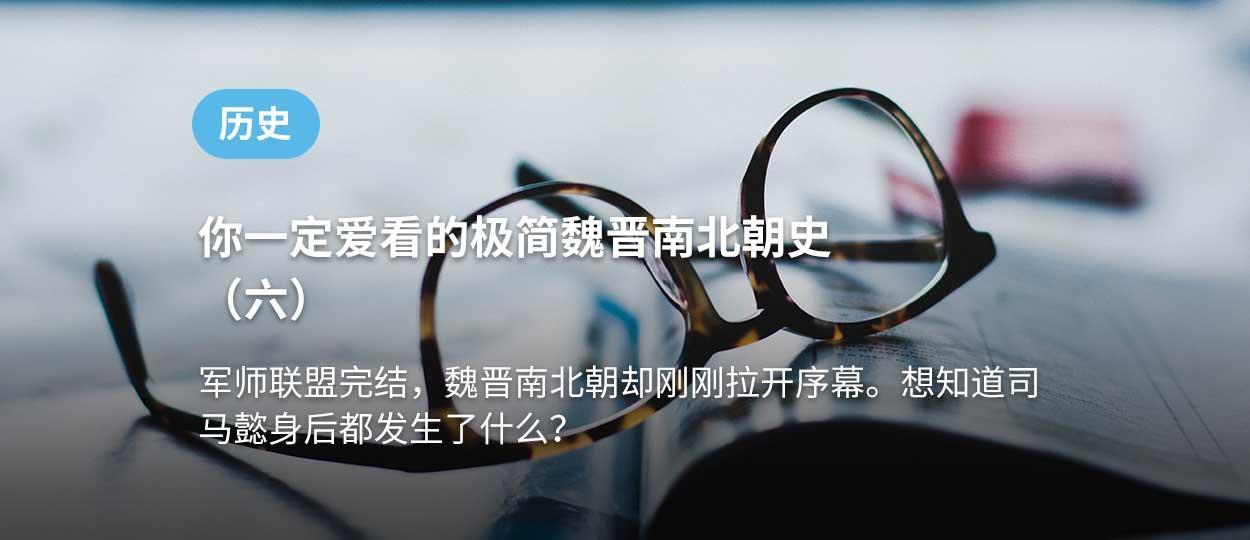 历史
你一定爱看的极简魏晋南北朝史
（六）
军师联盟完结，魏晋南北朝却刚刚拉开序幕。想知道司
马懿身后都发生了什么？